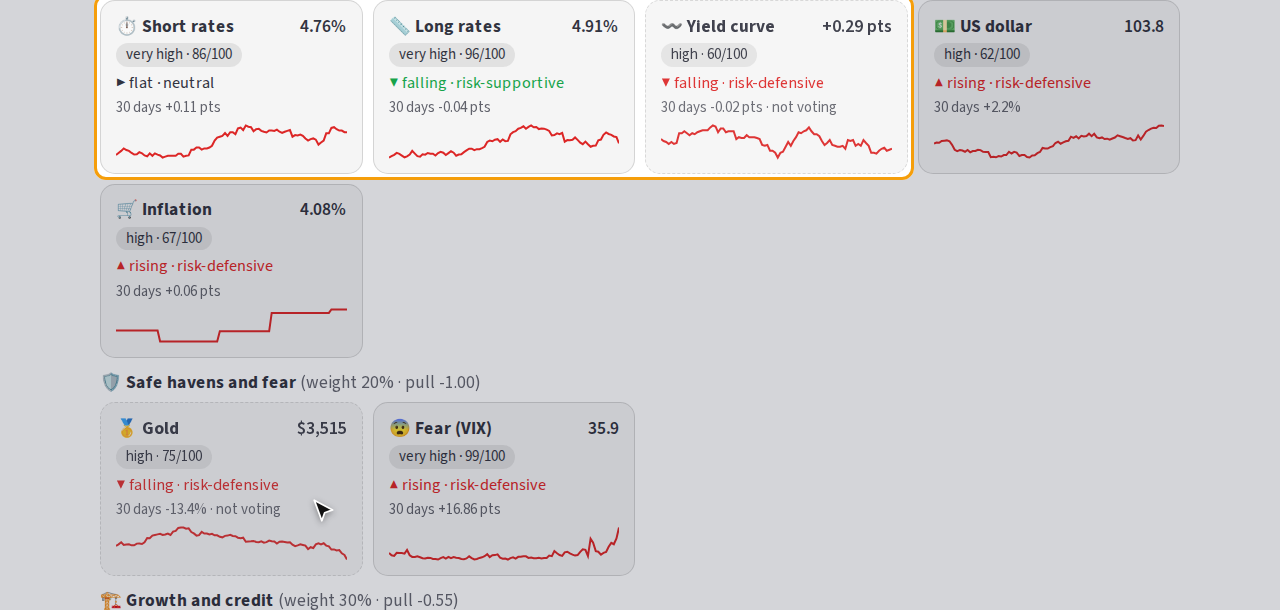 Short rates 4.76%
very high · 86/100
▶ flat · neutral
30 days +0.11 pts
Long rates 4.91%
very high · 96/100
▼ falling · risk-supportive
30 days -0.04 pts
Yield curve +0.29 pts
high · 60/100
▼ falling · risk-defensive
30 days -0.02 pts · not voting
US dollar 103.8
high · 62/100
▲ rising · risk-defensive
30 days +2.2%
Inflation 4.08%
high · 67/100
▲ rising · risk-defensive
30 days +0.06 pts
Safe havens and fear (weight 20% · pull -1.00)
Gold $3,515
high · 75/100
▼ falling · risk-defensive
30 days -13.4% · not voting
Fear (VIX) 35.9
very high · 99/100
▲ rising · risk-defensive
30 days +16.86 pts
Growth and credit (weight 30% · pull -0.55)